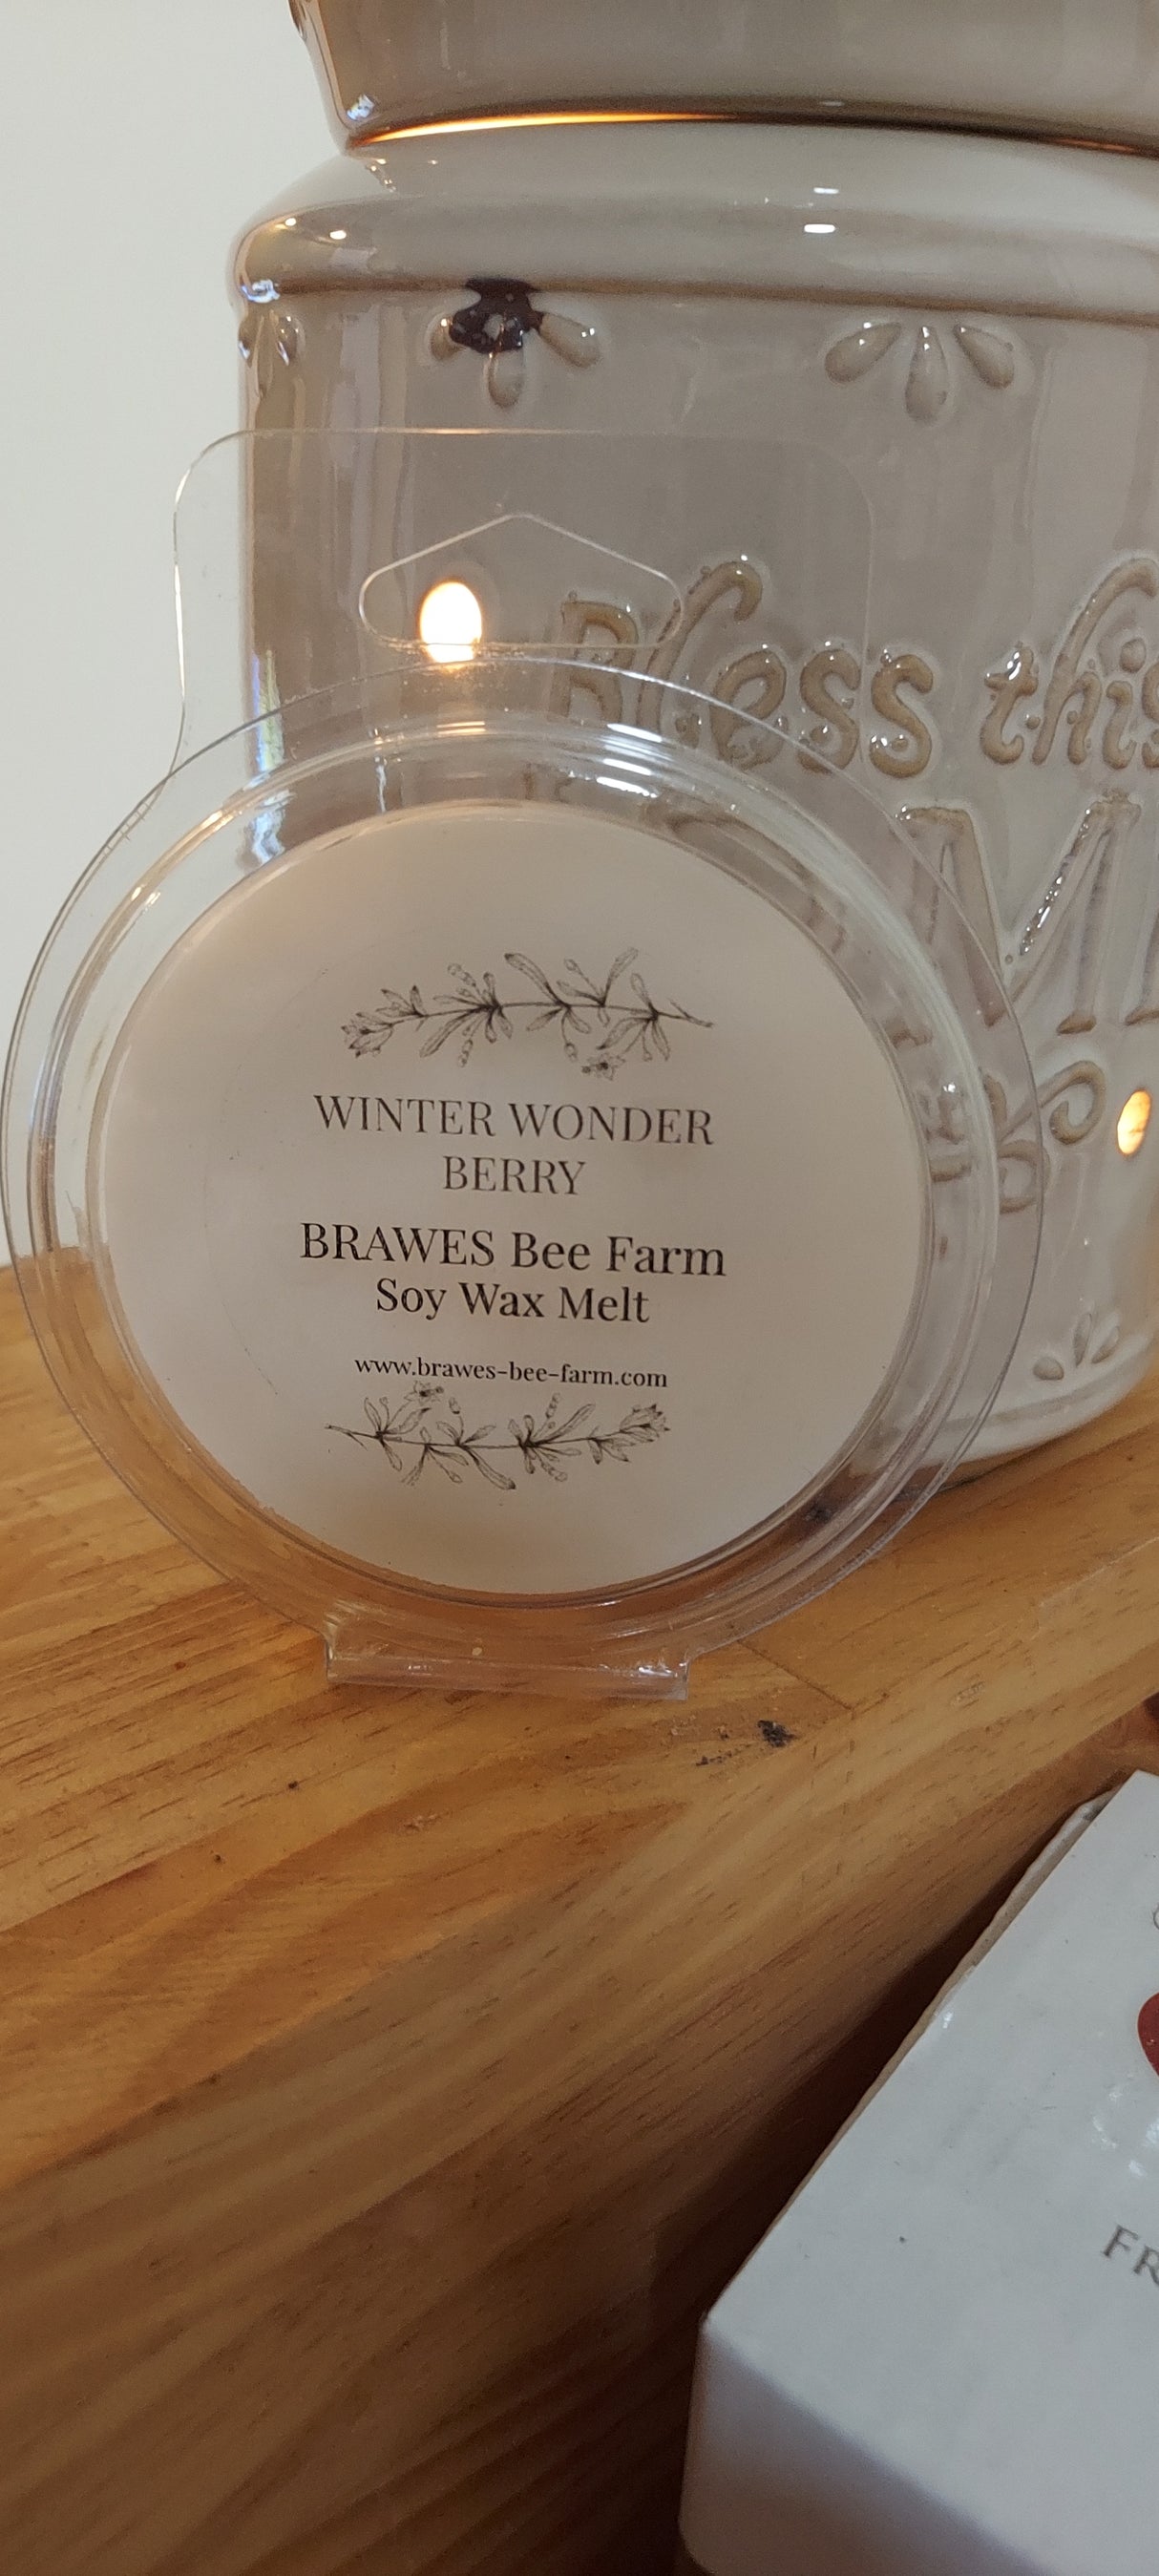 Bless this
WINTER WONDER
BERRY
BRAWES Bee Farm
Soy Wax Melt
www.brawes-bee-farm.com